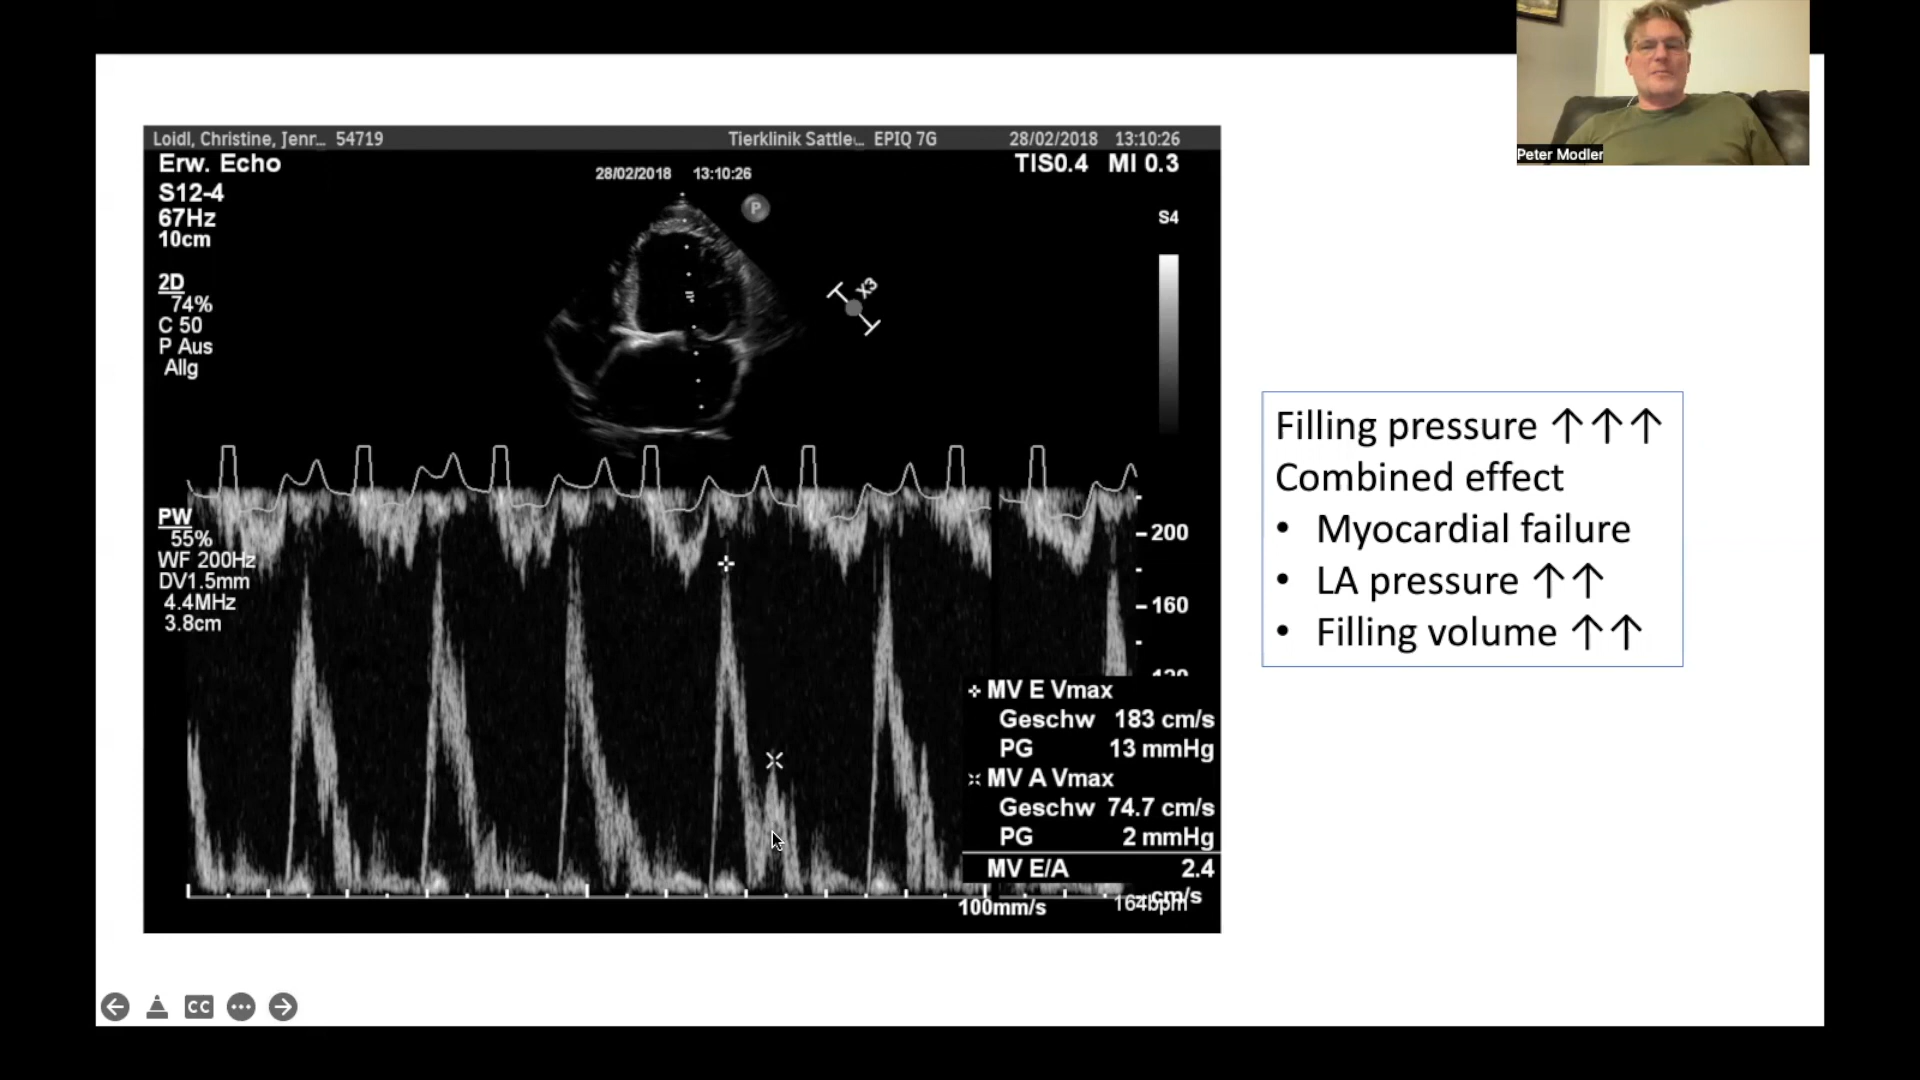 Peter Modler
Loidl, Christine, Jenr... 54719 Tierklinik Sattle... EPIQ 7G 28/02/2018 13:10:26
Erw. Echo 28/02/2018 13:10:26 TIS0.4 MI 0.3
S12-4
67Hz
10cm
2D
74%
C 50
P Aus
Allg
P
X3
S4
PW
55%
WF 200Hz
DV1.5mm
4.4MHz
3.8cm
200
160
120
MV E Vmax
Geschw 183 cm/s
PG 13 mmHg
MV A Vmax
Geschw 74.7 cm/s
PG 2 mmHg
MV E/A 2.4
cm/s
100mm/s 164bpm
Filling pressure ↑↑↑
Combined effect
• Myocardial failure
• LA pressure ↑↑
• Filling volume ↑↑
CC